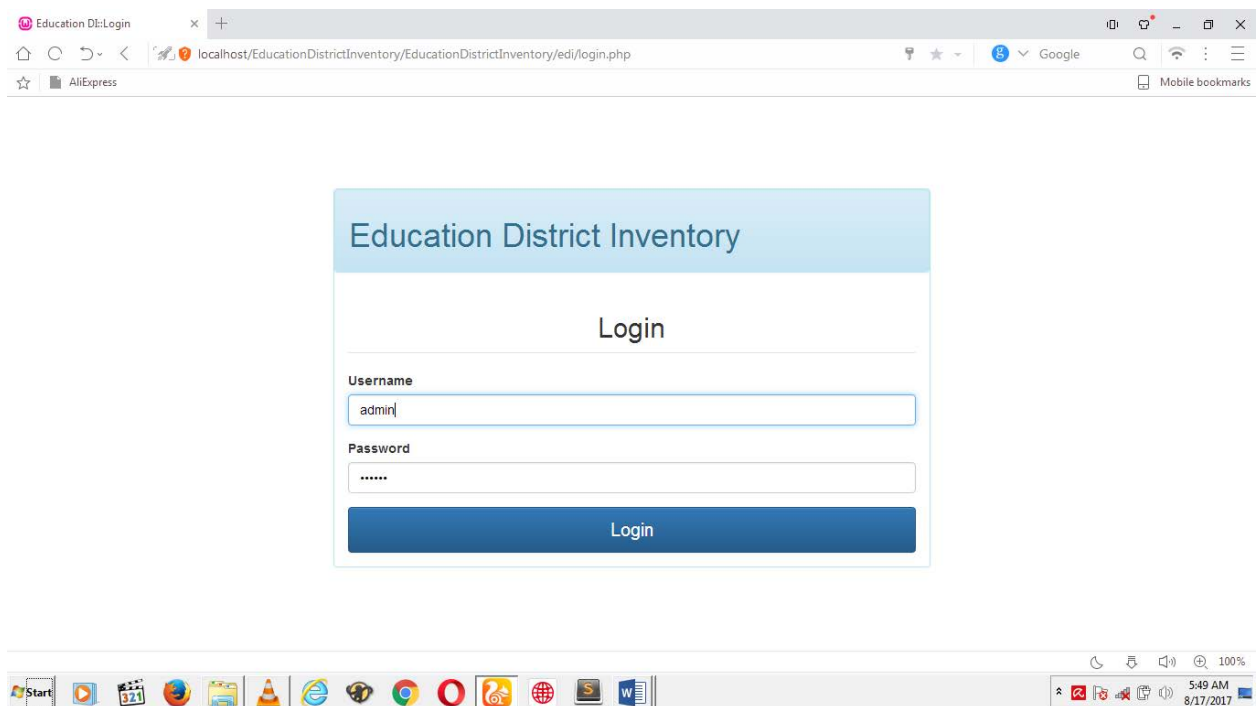 Education DI::Login
localhost/EducationDistrictInventory/EducationDistrictInventory/edi/login.php
Google
AliExpress
Mobile bookmarks
Education District Inventory
Login
Username
admin
Password
••••••
Login
100%
Start
321
S
W
5:49 AM
8/17/2017